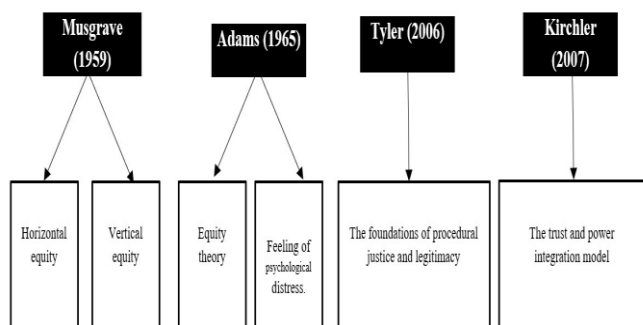 Musgrave
(1959)
Adams (1965)
Tyler (2006)
Kirchler
(2007)
Horizontal
equity
Vertical
equity
Equity
theory
Feeling of
psychological
distress.
The foundations of procedural
justice and legitimacy
The trust and power
integration model